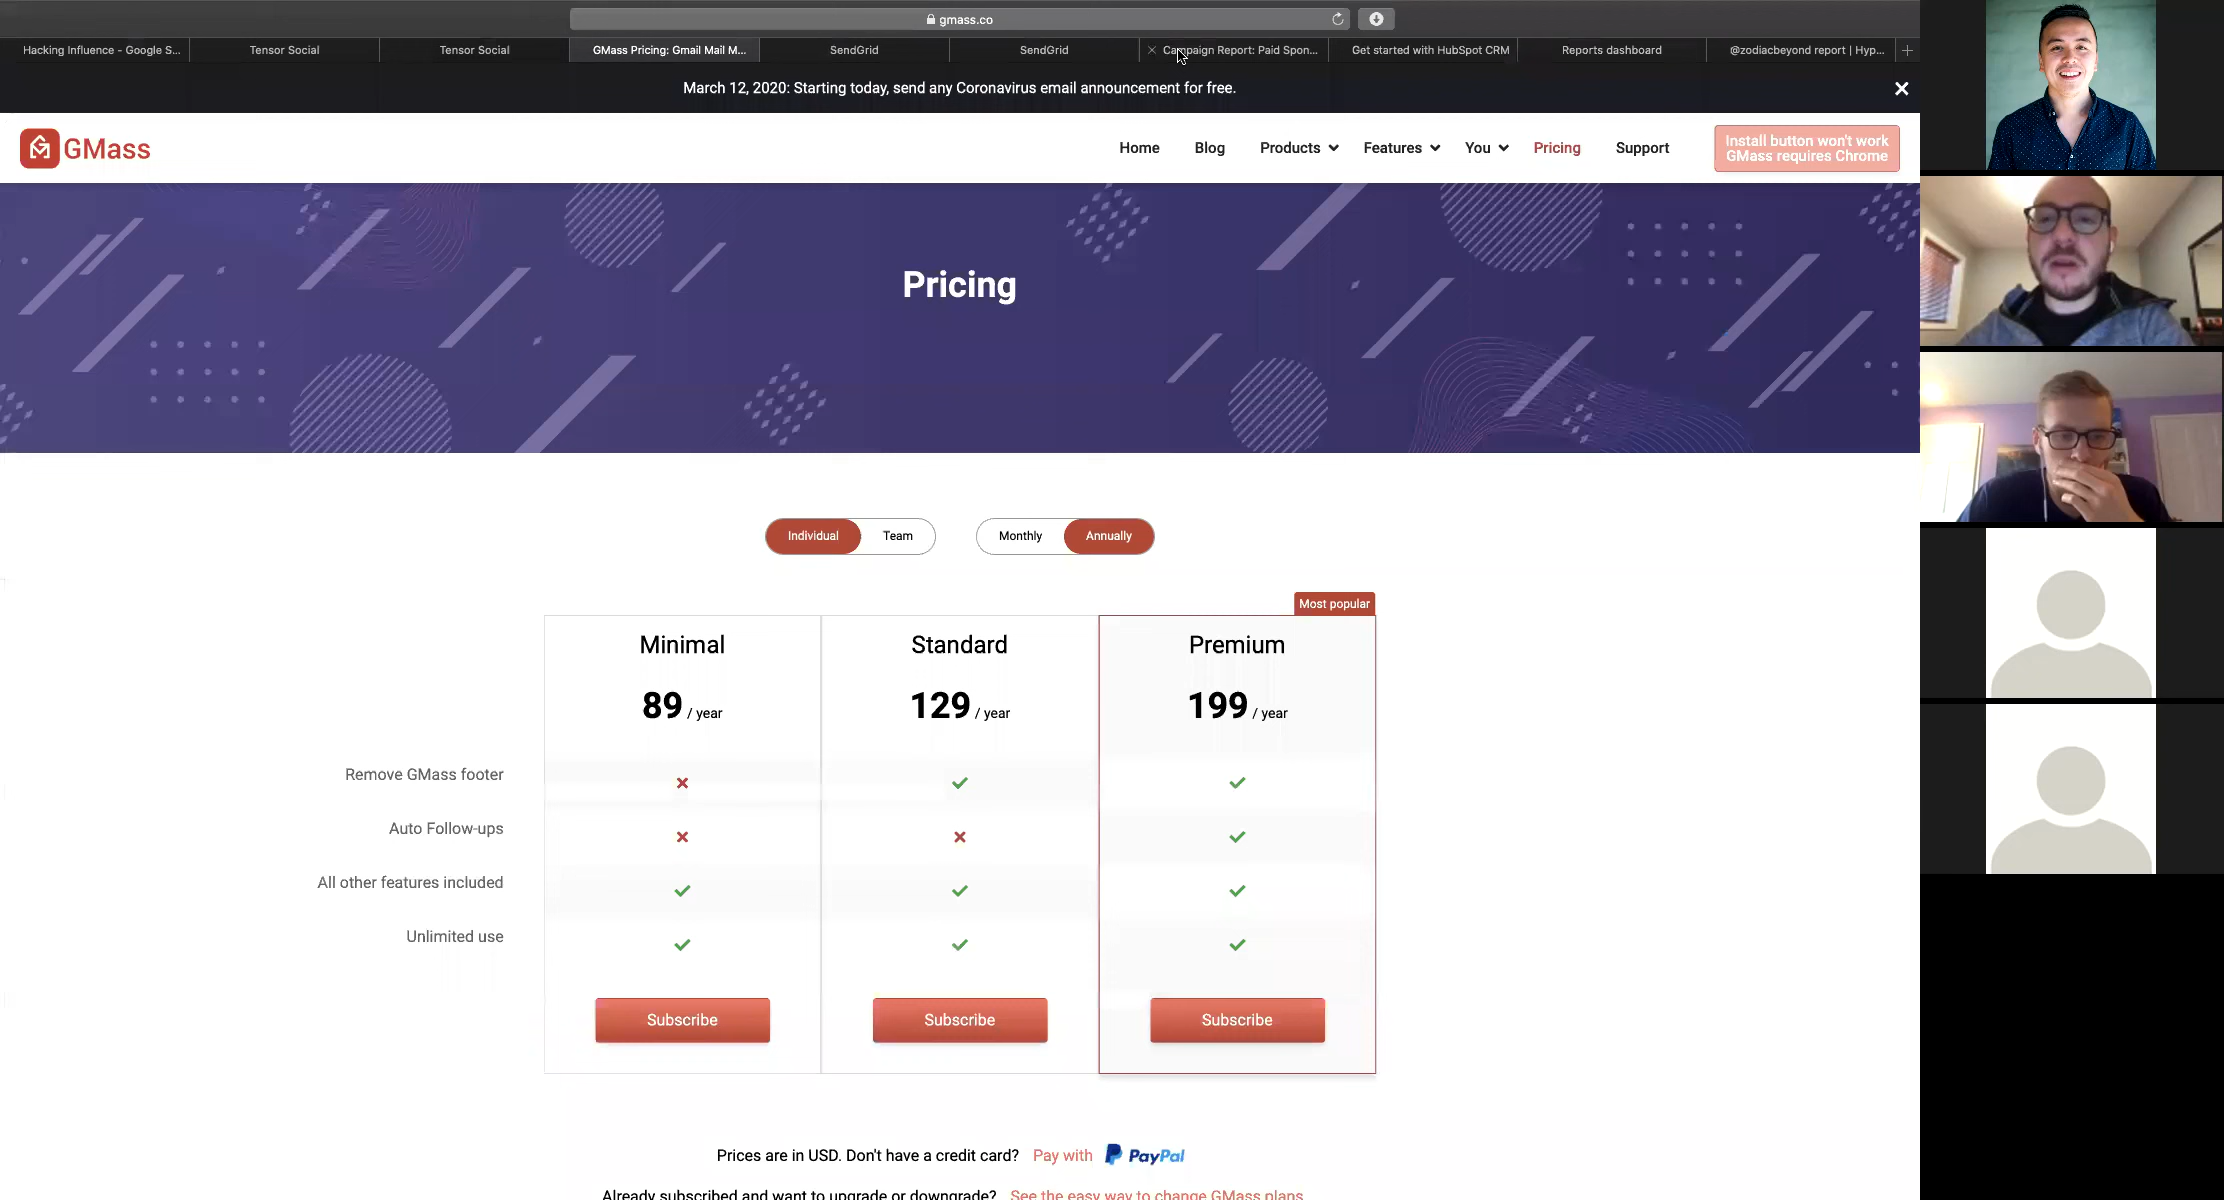 gmass.co
Hacking Influence - Google S...
Tensor Social
Tensor Social
GMass Pricing: Gmail Mail M...
SendGrid
SendGrid
Campaign Report: Paid Spon...
Get started with HubSpot CRM
Reports dashboard
@zodiacbeyond report | Hyp...
March 12, 2020: Starting today, send any Coronavirus email announcement for free.
GMass
Home
Blog
Products
Features
You
Pricing
Support
Install button won't work
GMass requires Chrome
Pricing
Individual
Team
Monthly
Annually
Most popular
Minimal
Standard
Premium
89 / year
129 / year
199 / year
Remove GMass footer
Auto Follow-ups
All other features included
Unlimited use
Subscribe
Subscribe
Subscribe
Prices are in USD. Don't have a credit card? Pay with PayPal
Already subscribed and want to upgrade or downgrade? See the easy way to change GMass plans